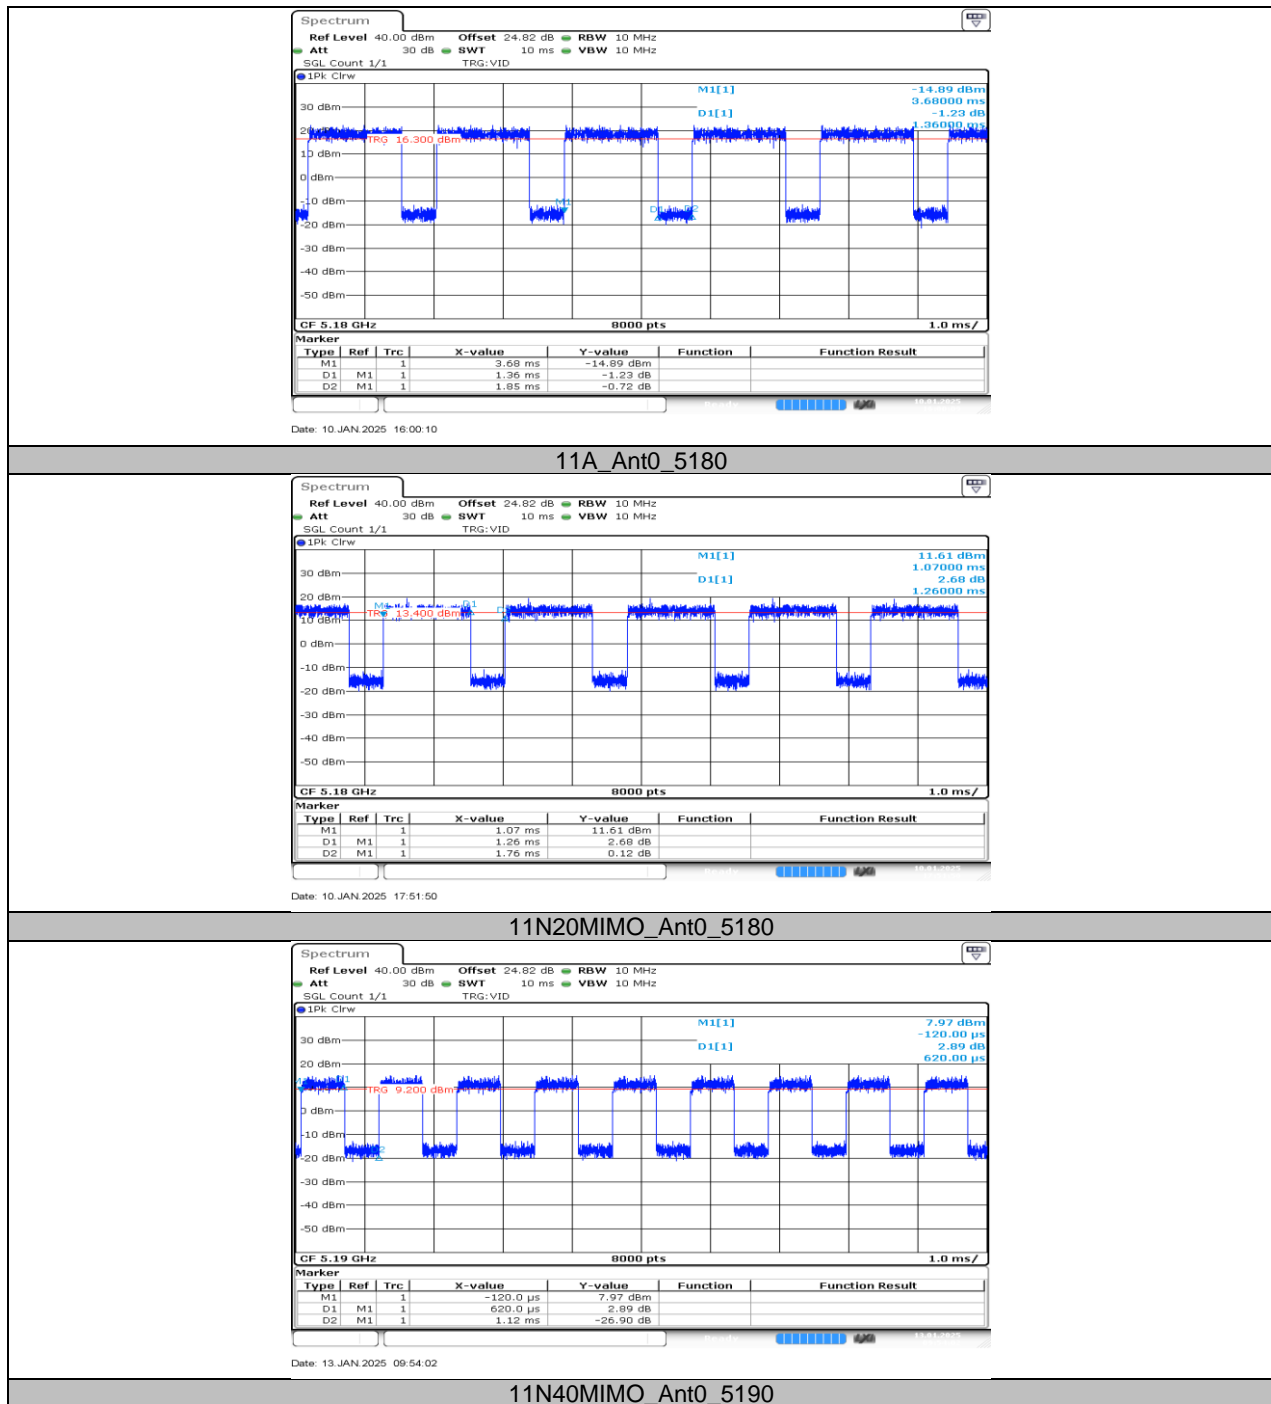 Spectrum
Ref Level 40.00 dBm Offset 24.82 dB RBW 10 MHz
Att 30 dB SWT 10 ms VBW 10 MHz
SGL Count 1/1 TRG:VID
1Pk Clrw
M1[1] -14.89 dBm
3.68000 ms
D1[1] -1.23 dB
1.36000 ms
30 dBm
20 dBm
TRG 16.300 dBm
10 dBm
0 dBm
-10 dBm
M1
D1 D2
-20 dBm
-30 dBm
-40 dBm
-50 dBm
CF 5.18 GHz 8000 pts 1.0 ms/
Marker
Type Ref Trc X-value Y-value Function Function Result
M1 1 3.68 ms -14.89 dBm
D1 M1 1 1.36 ms -1.23 dB
D2 M1 1 1.85 ms -0.72 dB
Date: 10.JAN.2025 16:00:10
11A_Ant0_5180
Spectrum
Ref Level 40.00 dBm Offset 24.82 dB RBW 10 MHz
Att 30 dB SWT 10 ms VBW 10 MHz
SGL Count 1/1 TRG:VID
1Pk Clrw
M1[1] 11.61 dBm
1.07000 ms
D1[1] 2.68 dB
1.26000 ms
30 dBm
20 dBm
M1 D1
TRG 13.400 dBm
10 dBm
0 dBm
-10 dBm
-20 dBm
-30 dBm
-40 dBm
-50 dBm
CF 5.18 GHz 8000 pts 1.0 ms/
Marker
Type Ref Trc X-value Y-value Function Function Result
M1 1 1.07 ms 11.61 dBm
D1 M1 1 1.26 ms 2.68 dB
D2 M1 1 1.76 ms 0.12 dB
Date: 10.JAN.2025 17:51:50
11N20MIMO_Ant0_5180
Spectrum
Ref Level 40.00 dBm Offset 24.82 dB RBW 10 MHz
Att 30 dB SWT 10 ms VBW 10 MHz
SGL Count 1/1 TRG:VID
1Pk Clrw
M1[1] 7.97 dBm
-120.00 µs
D1[1] 2.89 dB
620.00 µs
30 dBm
20 dBm
TRG 9.200 dBm
0 dBm
-10 dBm
-20 dBm
-30 dBm
-40 dBm
-50 dBm
CF 5.19 GHz 8000 pts 1.0 ms/
Marker
Type Ref Trc X-value Y-value Function Function Result
M1 1 -120.0 µs 7.97 dBm
D1 M1 1 620.0 µs 2.89 dB
D2 M1 1 1.12 ms -26.90 dB
Date: 13.JAN.2025 09:54:02
11N40MIMO_Ant0_5190